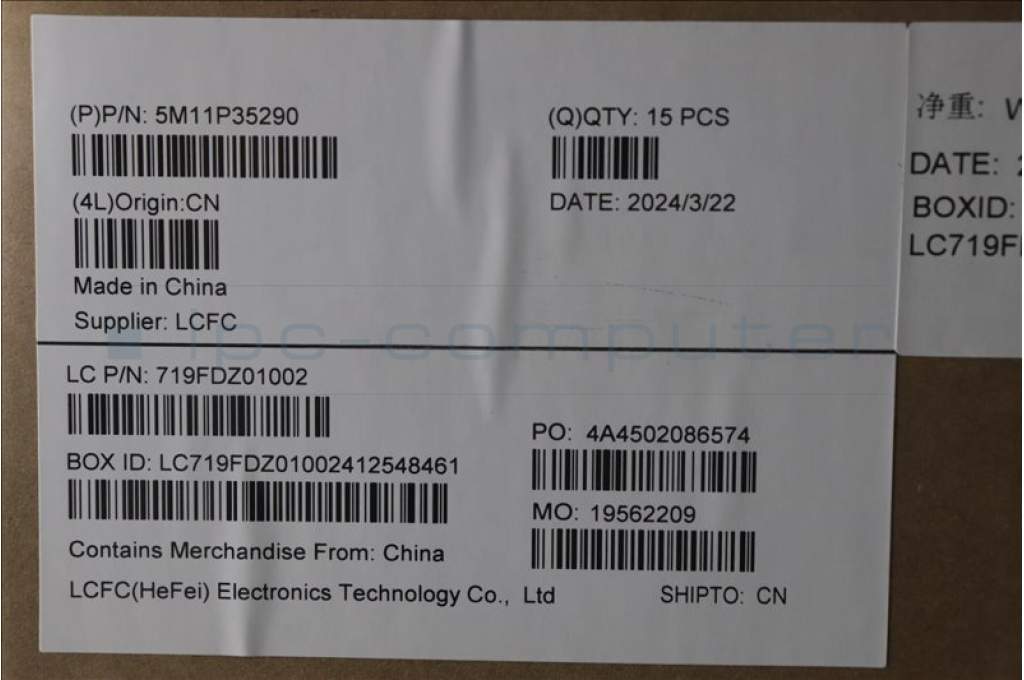 (P)P/N: 5M11P35290
(Q)QTY: 15 PCS
(4L)Origin:CN
DATE: 2024/3/22
Made in China
Supplier: LCFC
ipc-computer
LC P/N: 719FDZ01002
PO: 4A4502086574
BOX ID: LC719FDZ01002412548461
MO: 19562209
Contains Merchandise From: China
LCFC(HeFei) Electronics Technology Co., Ltd
SHIPTO: CN
净重:
DATE:
BOXID: